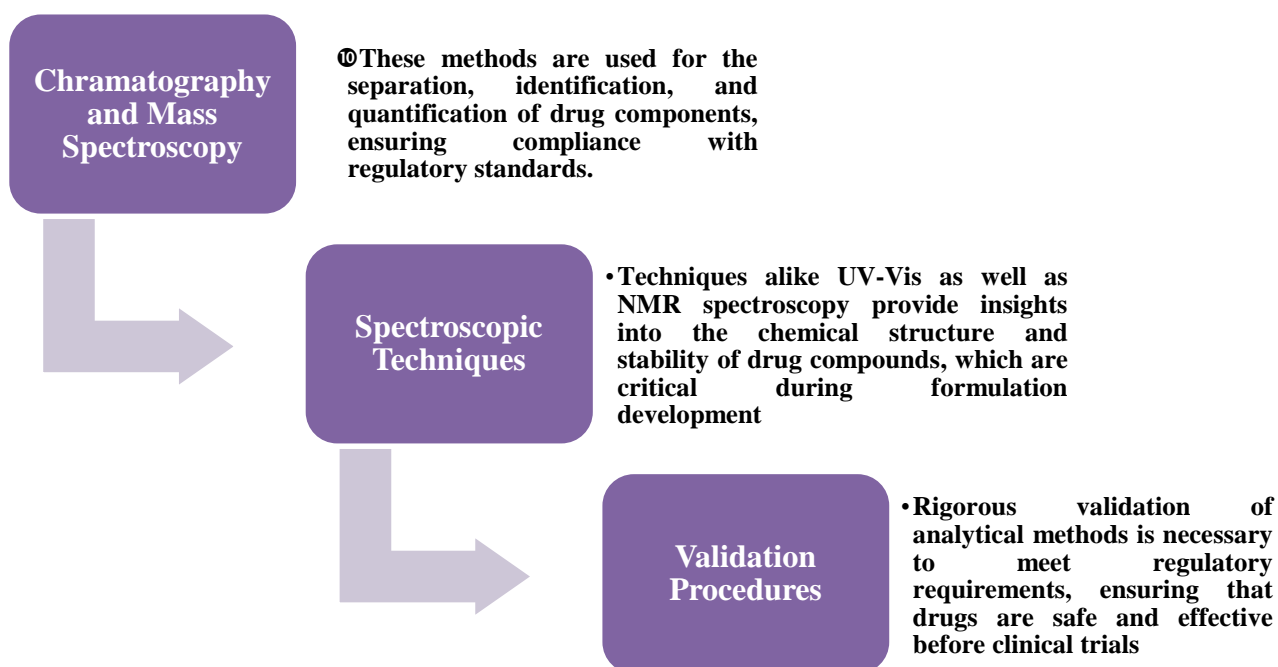 Chramatography
and Mass
Spectroscopy
❿These methods are used for the
separation, identification, and
quantification of drug components,
ensuring compliance with
regulatory standards.
Spectroscopic
Techniques
•Techniques alike UV-Vis as well as
NMR spectroscopy provide insights
into the chemical structure and
stability of drug compounds, which are
critical during formulation
development
Validation
Procedures
•Rigorous validation of
analytical methods is necessary
to meet regulatory
requirements, ensuring that
drugs are safe and effective
before clinical trials